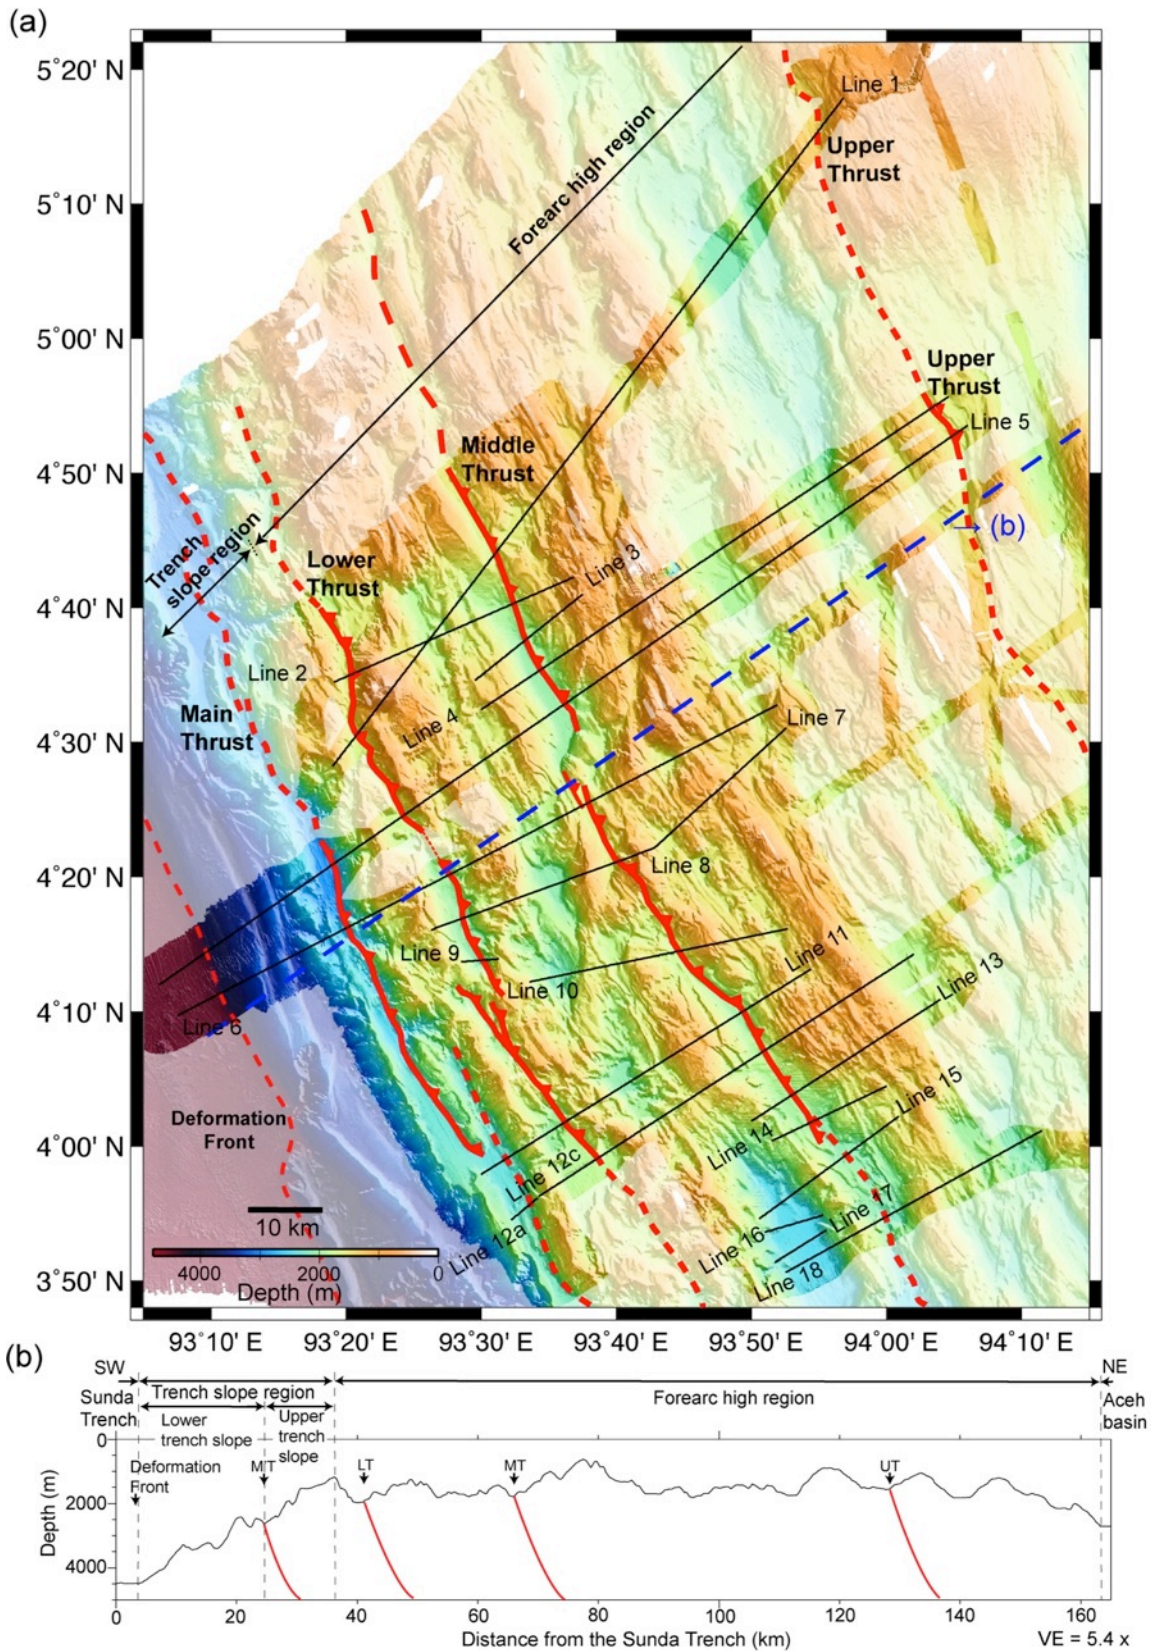 (a)
5°20' N
5°10' N
5°00' N
4°50' N
4°40' N
4°30' N
4°20' N
4°10' N
4°00' N
3°50' N
Line 1
Upper
Thrust
Forearc high region
Upper
Thrust
Line 5
(b)
Middle
Thrust
Trench
slope region
Lower
Thrust
Line 3
Line 2
Main
Thrust
Line 4
Line 7
Line 8
Line 9
Line 10
Line 11
Line 13
Line 6
Deformation
Front
Line 15
Line 14
Line 12c
Line 12a
Line 17
Line 16
Line 18
10 km
4000 2000 0
Depth (m)
93°10' E 93°20' E 93°30' E 93°40' E 93°50' E 94°00' E 94°10' E
(b)
SW NE
Sunda
Trench
Trench slope region
Forearc high region
Aceh
basin
Lower
trench slope
Upper
trench
slope
Deformation
Front
MT LT MT UT
0
2000
4000
Depth (m)
0 20 40 60 80 100 120 140 160
Distance from the Sunda Trench (km)
VE = 5.4 x